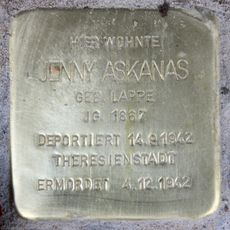 HIER WOHNTE
JENNY ASKANAS
GEB. LAPPE
JG. 1867
DEPORTIERT 14.9.1942
THERESIENSTADT
ERMORDET 4.12.1942